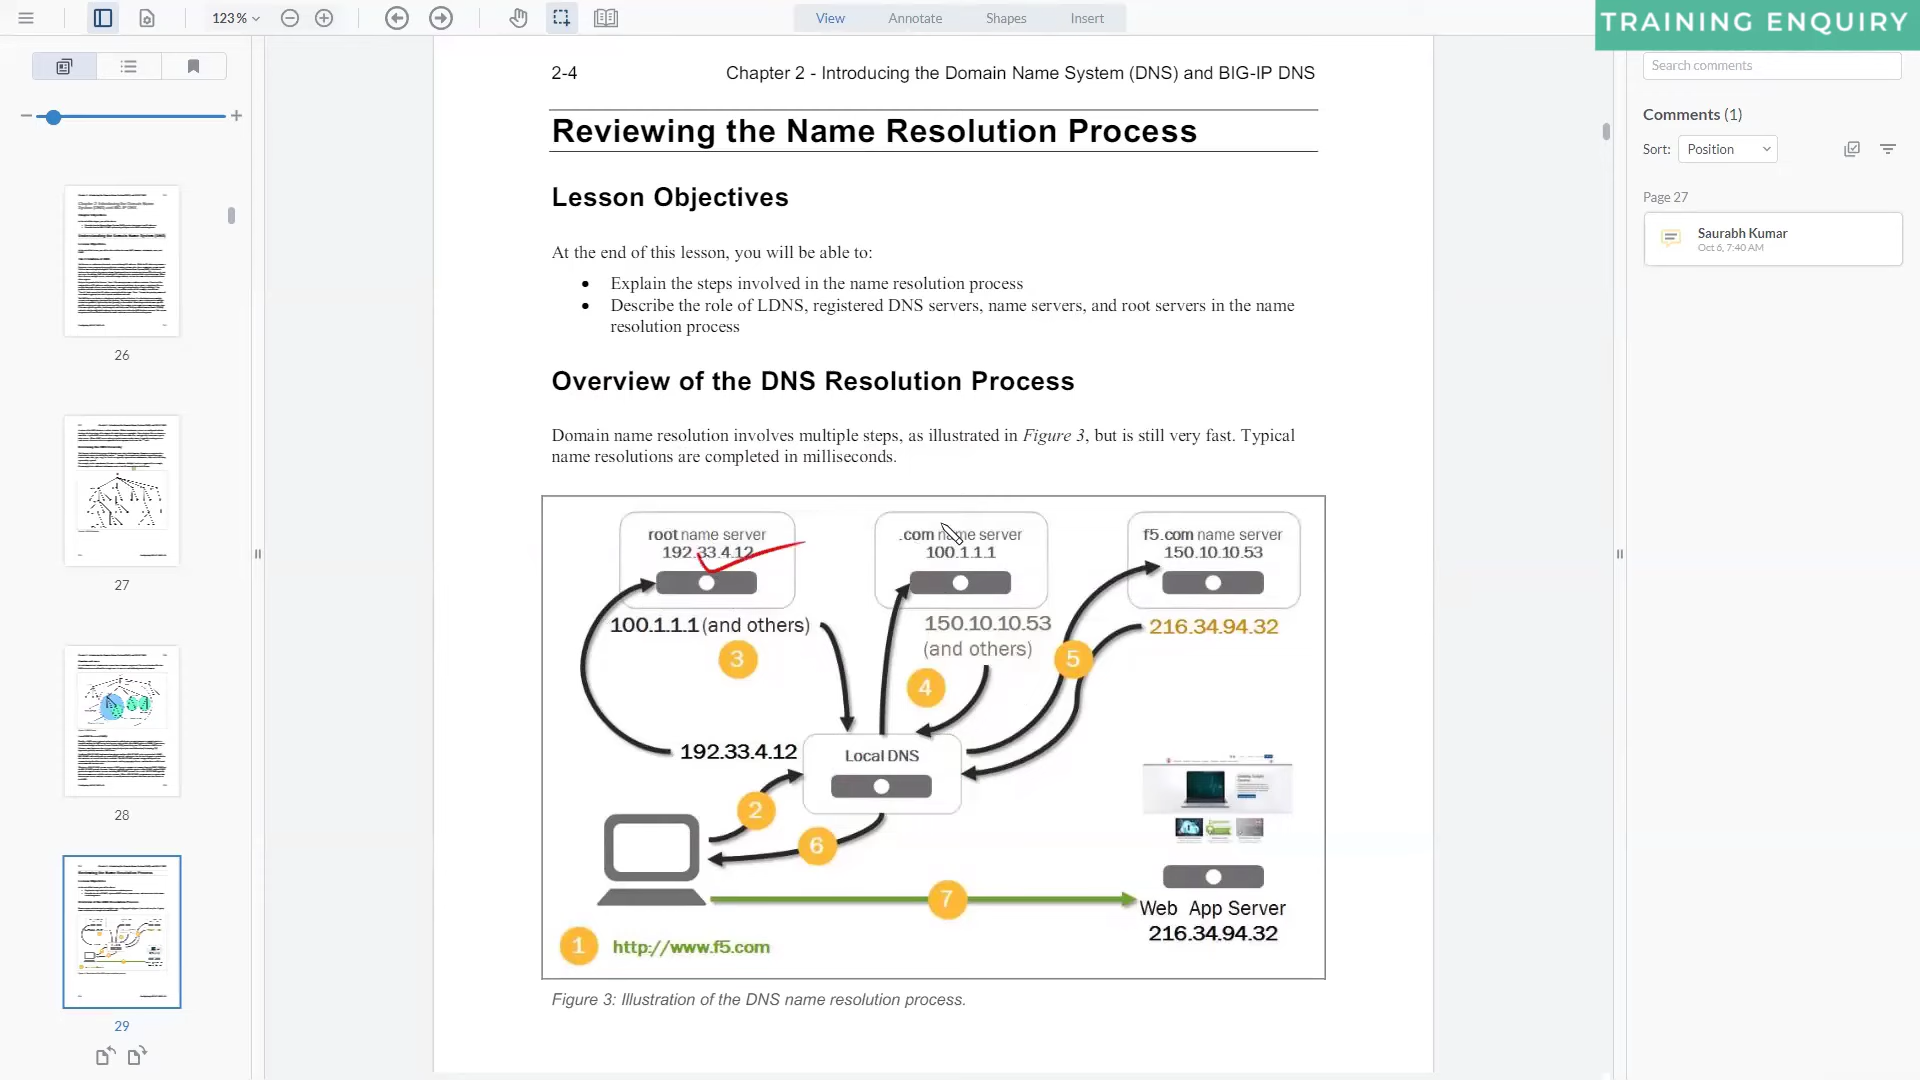 123%
View
Annotate
Shapes
Insert
TRAINING ENQUIRY
26
27
28
29
2-4
Chapter 2 - Introducing the Domain Name System (DNS) and BIG-IP DNS
Reviewing the Name Resolution Process
Lesson Objectives
At the end of this lesson, you will be able to:
• Explain the steps involved in the name resolution process
• Describe the role of LDNS, registered DNS servers, name servers, and root servers in the name
resolution process
Overview of the DNS Resolution Process
Domain name resolution involves multiple steps, as illustrated in Figure 3, but is still very fast. Typical
name resolutions are completed in milliseconds.
root name server
192.33.4.12
.com name server
100.1.1.1
f5.com name server
150.10.10.53
100.1.1.1 (and others)
3
150.10.10.53
(and others)
4
5
216.34.94.32
192.33.4.12
Local DNS
2
6
7
Web App Server
216.34.94.32
1
http://www.f5.com
Figure 3: Illustration of the DNS name resolution process.
Search comments
Comments (1)
Sort:
Position
Page 27
Saurabh Kumar
Oct 6, 7:40 AM